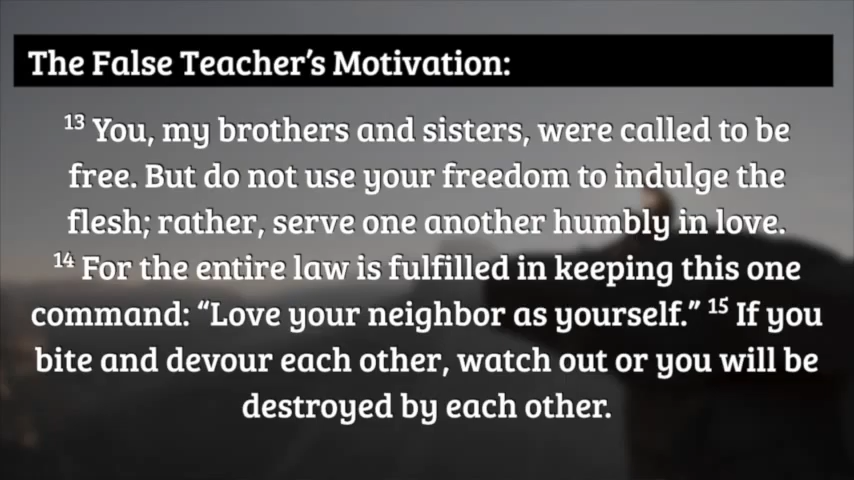 The False Teacher’s Motivation:
¹³ You, my brothers and sisters, were called to be
free. But do not use your freedom to indulge the
flesh; rather, serve one another humbly in love.
¹⁴ For the entire law is fulfilled in keeping this one
command: “Love your neighbor as yourself.” ¹⁵ If you
bite and devour each other, watch out or you will be
destroyed by each other.